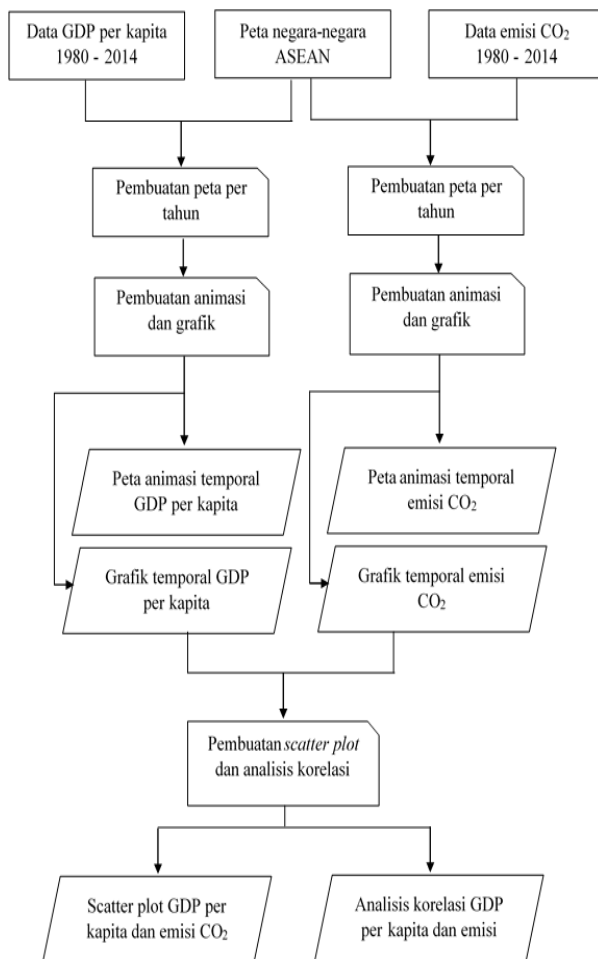 Data GDP per kapita
1980 - 2014
Peta negara-negara
ASEAN
Data emisi CO₂
1980 - 2014
Pembuatan peta per
tahun
Pembuatan peta per
tahun
Pembuatan animasi
dan grafik
Pembuatan animasi
dan grafik
Peta animasi temporal
GDP per kapita
Peta animasi temporal
emisi CO₂
Grafik temporal GDP
per kapita
Grafik temporal emisi
CO₂
Pembuatan scatter plot
dan analisis korelasi
Scatter plot GDP per
kapita dan emisi CO₂
Analisis korelasi GDP
per kapita dan emisi